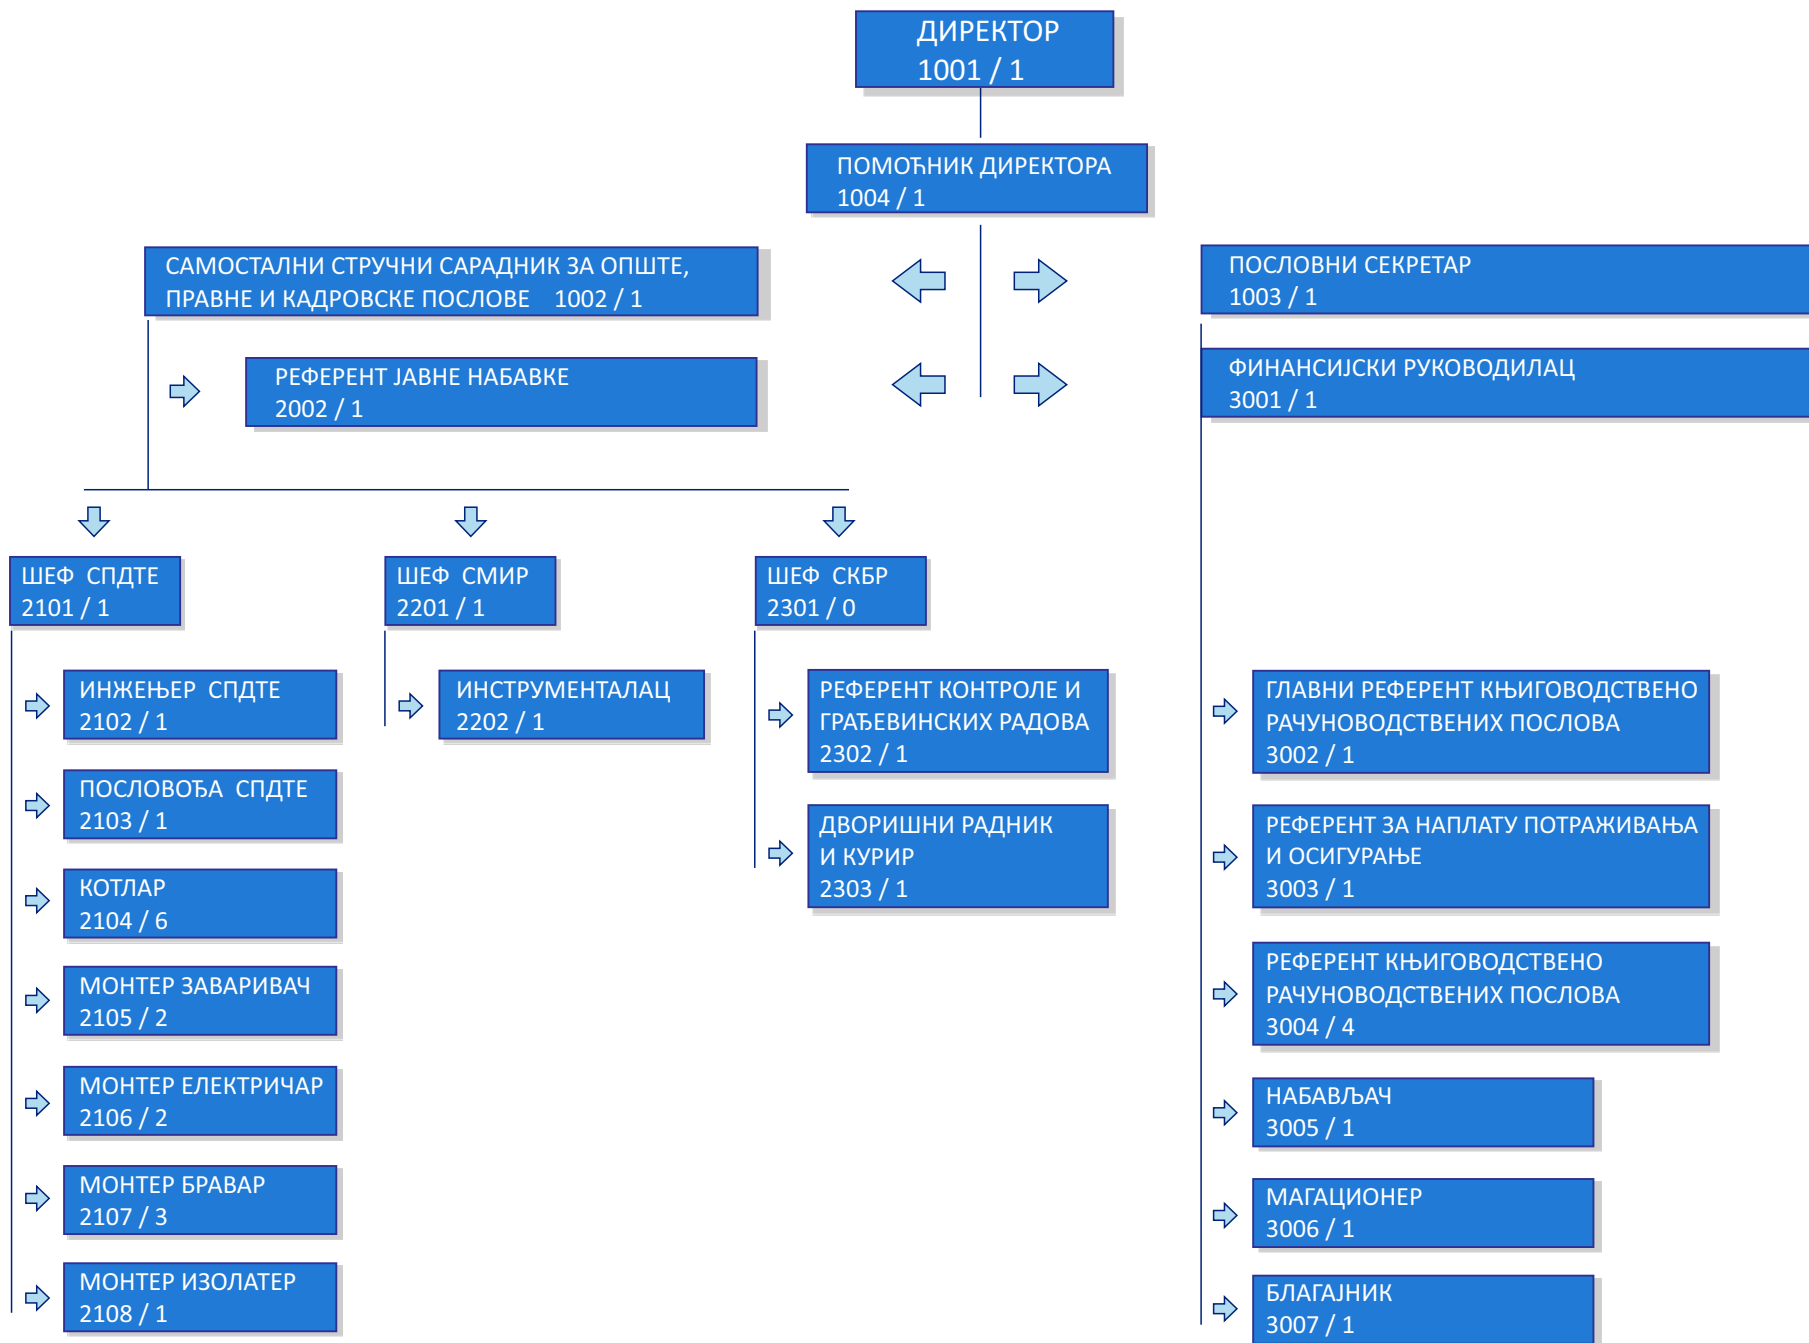 ДИРЕКТОР
1001 / 1
ПОМОЋНИК ДИРЕКТОРА
1004 / 1
САМОСТАЛНИ СТРУЧНИ САРАДНИК ЗА ОПШТЕ,
ПРАВНЕ И КАДРОВСКЕ ПОСЛОВЕ 1002 / 1
ПОСЛОВНИ СЕКРЕТАР
1003 / 1
РЕФЕРЕНТ ЈАВНЕ НАБАВКЕ
2002 / 1
ФИНАНСИЈСКИ РУКОВОДИЛАЦ
3001 / 1
ШЕФ СПДТЕ
2101 / 1
ИНЖЕЊЕР СПДТЕ
2102 / 1
ПОСЛОВОЂА СПДТЕ
2103 / 1
КОТЛАР
2104 / 6
МОНТЕР ЗАВАРИВАЧ
2105 / 2
МОНТЕР ЕЛЕКТРИЧАР
2106 / 2
МОНТЕР БРАВАР
2107 / 3
МОНТЕР ИЗОЛАТЕР
2108 / 1
ШЕФ СМИР
2201 / 1
ИНСТРУМЕНТАЛАЦ
2202 / 1
ШЕФ СКБР
2301 / 0
РЕФЕРЕНТ КОНТРОЛЕ И
ГРАЂЕВИНСКИХ РАДОВА
2302 / 1
ДВОРИШНИ РАДНИК
И КУРИР
2303 / 1
ГЛАВНИ РЕФЕРЕНТ КЊИГОВОДСТВЕНО
РАЧУНОВОДСТВЕНИХ ПОСЛОВА
3002 / 1
РЕФЕРЕНТ ЗА НАПЛАТУ ПОТРАЖИВАЊА
И ОСИГУРАЊЕ
3003 / 1
РЕФЕРЕНТ КЊИГОВОДСТВЕНО
РАЧУНОВОДСТВЕНИХ ПОСЛОВА
3004 / 4
НАБАВЉАЧ
3005 / 1
МАГАЦИОНЕР
3006 / 1
БЛАГАЈНИК
3007 / 1